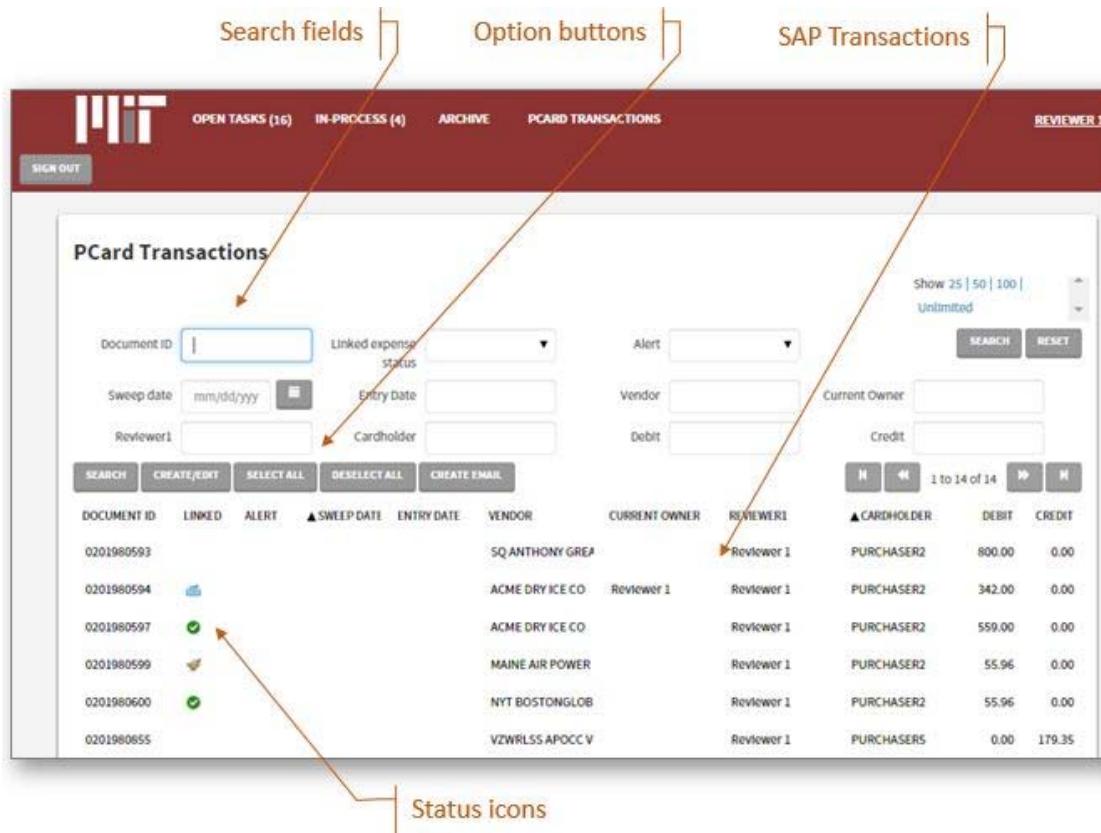 Search fields Option buttons SAP Transactions
MIT OPEN TASKS (16) IN-PROCESS (4) ARCHIVE PCARD TRANSACTIONS REVIEWER 1
SIGN OUT
PCard Transactions
Show 25 | 50 | 100 |
Unlimited
Document ID Linked expense status Alert SEARCH RESET
Sweep date mm/dd/yyy Entry Date Vendor Current Owner
Reviewer1 Cardholder Debit Credit
SEARCH CREATE/EDIT SELECT ALL DESELECT ALL CREATE EMAIL 1 to 14 of 14
DOCUMENT ID LINKED ALERT ▲SWEEP DATE ENTRY DATE VENDOR CURRENT OWNER REVIEWER1 ▲CARDHOLDER DEBIT CREDIT
0201980593 SQ ANTHONY GREA Reviewer 1 PURCHASER2 800.00 0.00
0201980594 ACME DRY ICE CO Reviewer 1 Reviewer 1 PURCHASER2 342.00 0.00
0201980597 ACME DRY ICE CO Reviewer 1 PURCHASER2 559.00 0.00
0201980599 MAINE AIR POWER Reviewer 1 PURCHASER2 55.96 0.00
0201980600 NYT BOSTONGLOB Reviewer 1 PURCHASER2 55.96 0.00
0201980855 VZWRLSS APOCC V Reviewer 1 PURCHASER5 0.00 179.35
Status icons